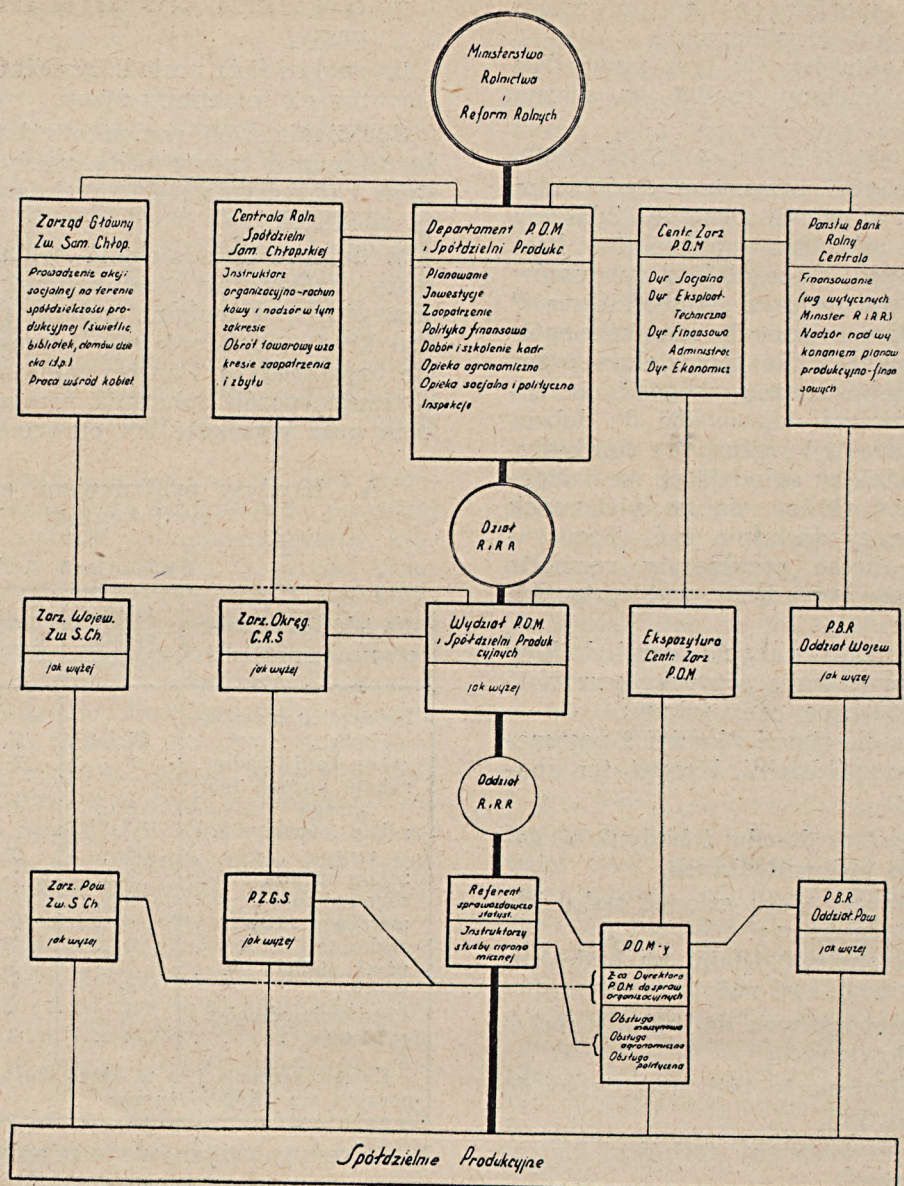 Ministerstwo
Rolnictwa
i
Reform Rolnych
Zarząd Główny
Zw. Sam. Chłop.
Prowadzenie akcji
socjalnej na terenie
spółdzielczości pro-
dukcyjnej (świetlic,
bibliotek, domów dzie
cka i.t.p.)
Praca wśród kobiet.
Centrala Roln.
Spółdzielni
Sam. Chłopskiej
Instruktarz
organizacyjno-rachun
kowy i nadzór w tym
zakresie
Obrót towarowy wza
kresie zaopatrzenia
i zbytu
Departament P.O.M
i Spółdzielni Produkc.
Planowanie
Inwestycje
Zaopatrzenie
Polityka finansowa
Dobór i szkolenie kadr
Opieka agronomiczna
Opieka socjalna i polityczna
Inspekcje
Centr Zarz
P.O.M
Dyr Socjalna
Dyr Eksploat-
Techniczna
Dyr Finansowo
Administrac
Dyr Ekonomicz
Państw Bank
Rolny
Centrala
Finansowanie
(wg wytycznych
Minister R i RR)
Nadzór nad wy
konaniem planów
produkcyjno-finan
sowych
Dział
R i RR
Zarz. Wojew.
Zw. S. Ch.
jak wyżej
Zarz. Okręg.
C.R.S
jak wyżej
Wydział P.O.M.
i Spółdzielni Produk
cyjnych
jak wyżej
Ekspozytura
Centr Zarz
P.O.M
P.B.R
Oddział Wojew
jak wyżej
Oddział
R i RR
Zarz. Pow.
Zw. S Ch
jak wyżej
P.Z.G.S.
jak wyżej
Referent
sprawozdawczo
statyst.
Instruktorzy
służby agrono
micznej
P.O.M-y
Z-ca Dyrektora
P.O.M. do spraw
organizacyjnych
Obsługa
maszynowa
Obsługa
agronomiczna
Obsługa
polityczna
P.B.R
Oddział. Pow
jak wyżej
Spółdzielnie Produkcyjne